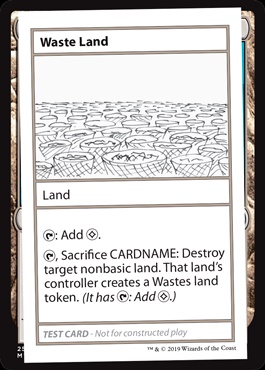 Waste Land
Land
: Add .
, Sacrifice CARDNAME: Destroy
target nonbasic land. That land's
controller creates a Wastes land
token. (It has : Add .)
TEST CARD - Not for constructed play
™ & © 2019 Wizards of the Coast